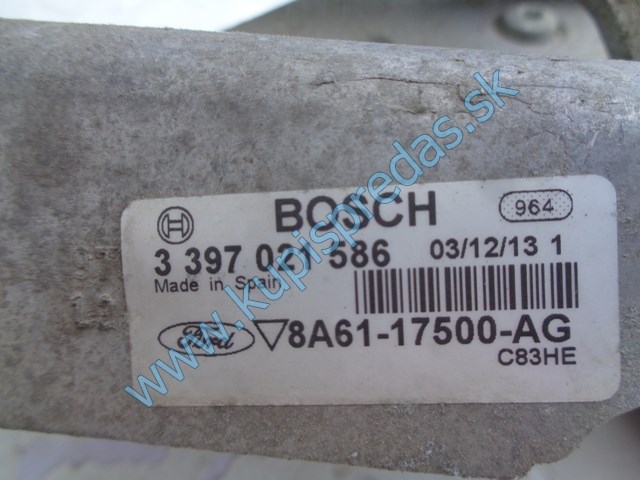 BOSCH
964
3 397 021 586
03/12/13 1
Made in Spain
Ford
8A61-17500-AG
C83HE
www.kupispredas.sk